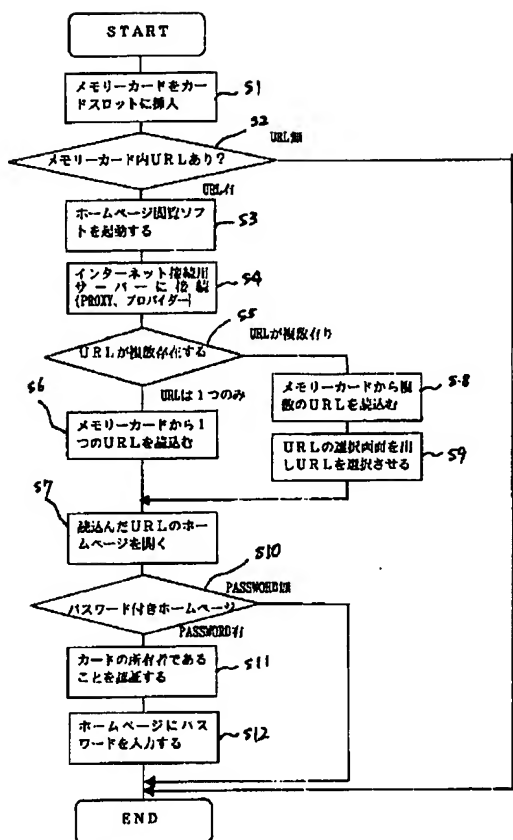 START
メモリーカードをカー
ドスロットに挿入
S1
S2
URL無
メモリーカード内URLあり?
URL有
ホームページ閲覧ソフ
トを起動する
S3
インターネット接続用
サーバーに接続
{PROXY、プロバイダー}
S4
S5
URLが複数有り
URLが複数存在する
URLは1つのみ
S6
メモリーカードから1
つのURLを読込む
メモリーカードから複
数のURLを読込む
S8
URLの選択画面を出
しURLを選択させる
S9
S7
読込んだURLのホー
ムページを開く
S10
PASSWORD無
パスワード付きホームページ
PASSWORD有
カードの所有者である
ことを認証する
S11
ホームページにパス
ワードを入力する
S12
END